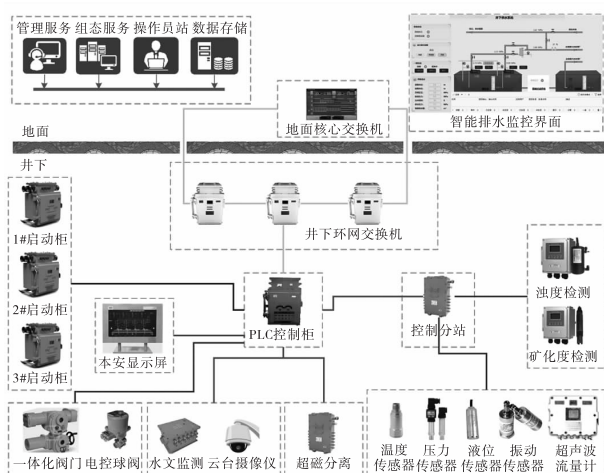 管理服务 组态服务 操作员站 数据存储
地面核心交换机
智能排水监控界面
地面
井下
井下环网交换机
1#启动柜
2#启动柜
3#启动柜
本安显示屏
PLC控制柜
控制分站
浊度检测
矿化度检测
一体化阀门 电控球阀
水文监测 云台摄像仪
超磁分离
温度
传感器
压力
传感器
液位
传感器
振动
传感器
超声波
流量计